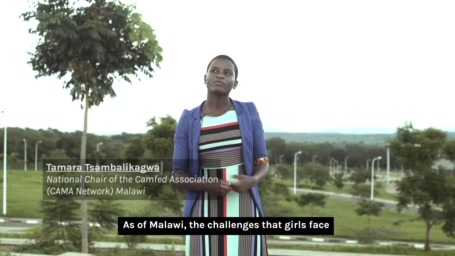 Tamara Tsambalikagwa
National Chair of the Camfed Association
(CAMA Network) Malawi
As of Malawi, the challenges that girls face